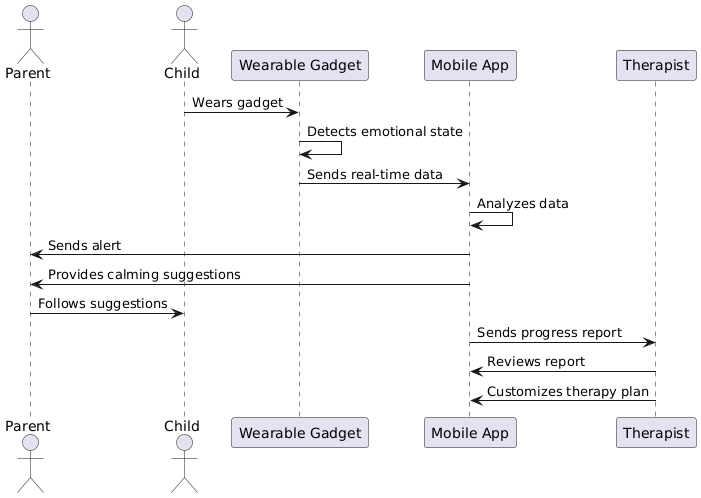 Parent
Child
Wearable Gadget
Mobile App
Therapist
Wears gadget
Detects emotional state
Sends real-time data
Analyzes data
Sends alert
Provides calming suggestions
Follows suggestions
Sends progress report
Reviews report
Customizes therapy plan
Parent
Child
Wearable Gadget
Mobile App
Therapist